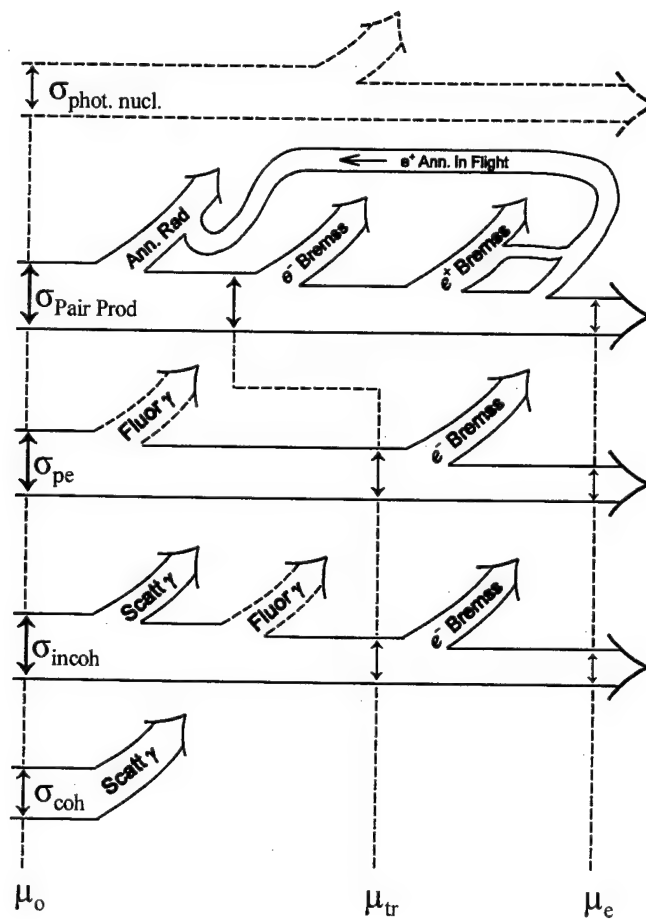 σphot. nucl.
e⁺ Ann. In Flight
Ann. Rad
e⁻ Bremss
e⁺ Bremss
σPair Prod
Fluor γ
e⁻ Bremss
σpe
Scatt γ
Fluor γ
e⁻ Bremss
σincoh
Scatt γ
σcoh
μo
μtr
μe